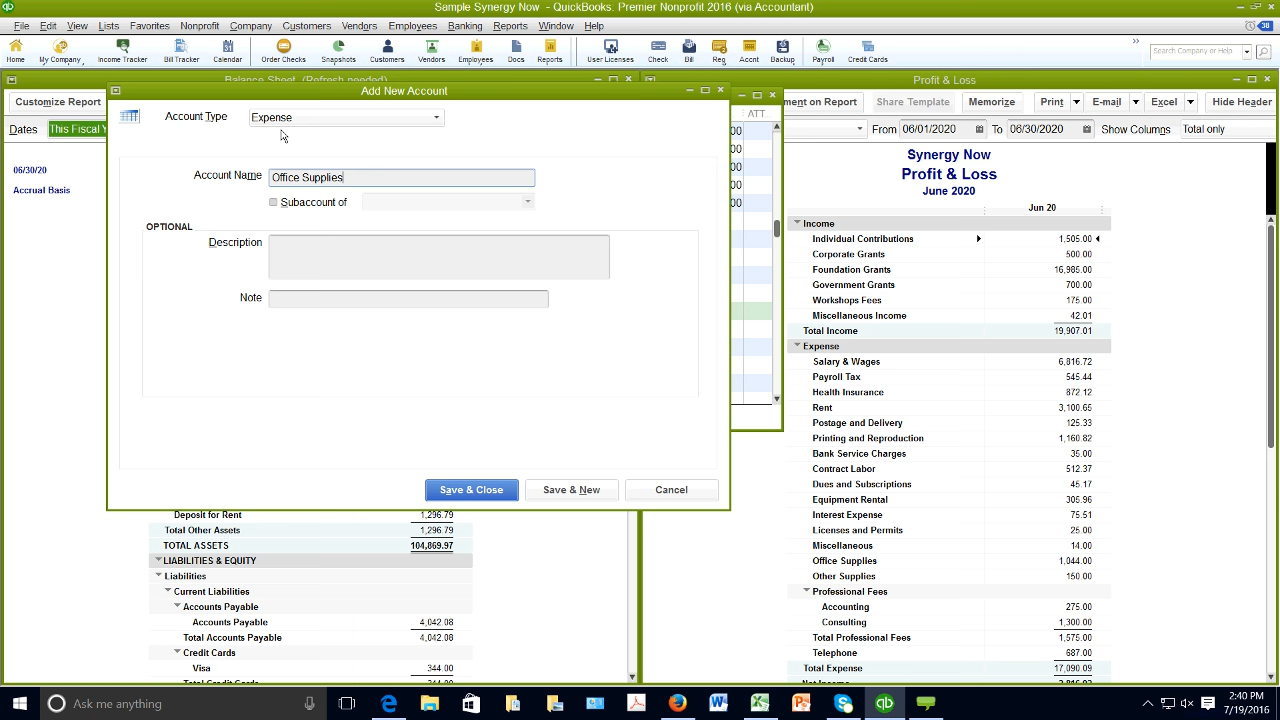 Sample Synergy Now - QuickBooks: Premier Nonprofit 2016 (via Accountant)
File Edit View Lists Favorites Nonprofit Company Customers Vendors Employees Banking Reports Window Help 38
Home My Company Income Tracker Bill Tracker Calendar Order Checks Snapshots Customers Vendors Employees Docs Reports User Licenses Check Bill Reg Accnt Backup Payroll Credit Cards
Search Company or Help
Balance Sheet (Refresh needed)
Customize Report
Dates This Fiscal Y
06/30/20
Accrual Basis
Add New Account
Account Type Expense
Account Name Office Supplies
Subaccount of
OPTIONAL
Description
Note
Save & Close Save & New Cancel
ATT
00
00
00
00
00
Deposit for Rent 1,296.79
Total Other Assets 1,296.79
TOTAL ASSETS 104,869.97
LIABILITIES & EQUITY
Liabilities
Current Liabilities
Accounts Payable
Accounts Payable 4,042.08
Total Accounts Payable 4,042.08
Credit Cards
Visa 344.00
Total Credit Cards 344.00
Profit & Loss
ment on Report Share Template Memorize Print E-mail Excel Hide Header
From 06/01/2020 To 06/30/2020 Show Columns Total only
Synergy Now
Profit & Loss
June 2020
Jun 20
Income
Individual Contributions 1,505.00
Corporate Grants 500.00
Foundation Grants 16,985.00
Government Grants 700.00
Workshops Fees 175.00
Miscellaneous Income 42.01
Total Income 19,907.01
Expense
Salary & Wages 6,816.72
Payroll Tax 545.44
Health Insurance 872.12
Rent 3,100.65
Postage and Delivery 125.33
Printing and Reproduction 1,160.82
Bank Service Charges 35.00
Contract Labor 512.37
Dues and Subscriptions 45.17
Equipment Rental 305.96
Interest Expense 75.51
Licenses and Permits 25.00
Miscellaneous 14.00
Office Supplies 1,044.00
Other Supplies 150.00
Professional Fees
Accounting 275.00
Consulting 1,300.00
Total Professional Fees 1,575.00
Telephone 687.00
Total Expense 17,090.09
Ask me anything
2:40 PM
7/19/2016